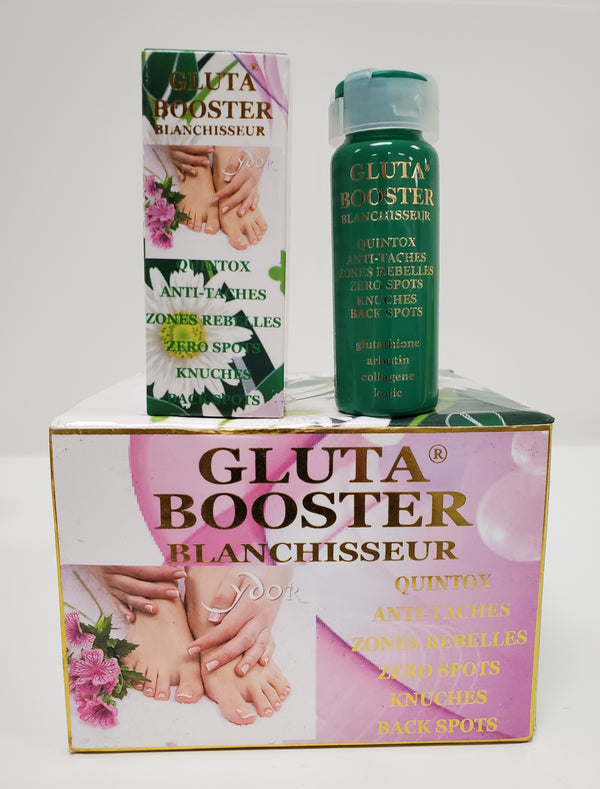 GLUTA®
BOOSTER
BLANCHISSEUR
ydor
QUINTOX
ANTI-TACHES
ZONES REBELLES
ZERO SPOTS
KNUCHES
BACK SPOTS
GLUTA®
BOOSTER
BLANCHISSEUR
QUINTOX
ANTI-TACHES
ZONES REBELLES
ZERO SPOTS
KNUCHES
BACK SPOTS
glutathione
arbutin
collagene
kojic
GLUTA®
BOOSTER
BLANCHISSEUR
ydor
QUINTOX
ANTI-TACHES
ZONES REBELLES
ZERO SPOTS
KNUCHES
BACK SPOTS